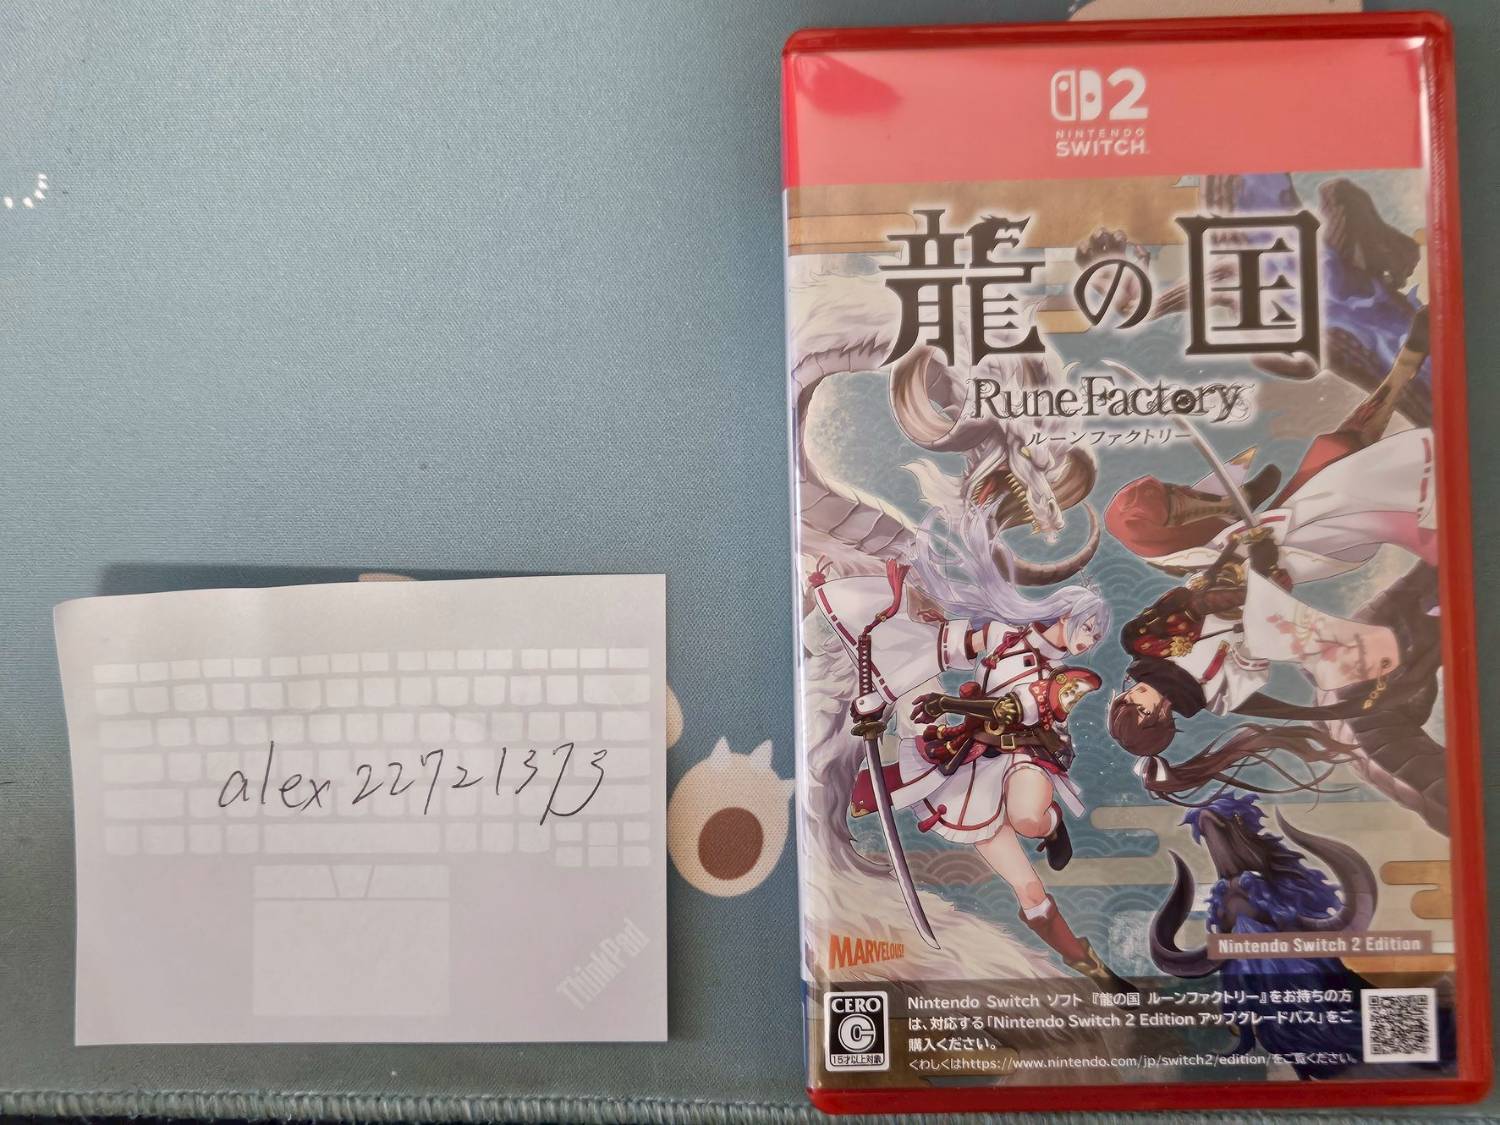 2
NINTENDO
SWITCH
龍の国
Rune Factory
ルーンファクトリー
alex22721373
ThinkPad
MARVELOUS!
Nintendo Switch 2 Edition
CERO
C
15才以上対象
Nintendo Switch ソフト『龍の国 ルーンファクトリー』をお持ちの方
は、対応する「Nintendo Switch 2 Edition アップグレードパス」をご
購入ください。
くわしくはhttps://www.nintendo.com/jp/switch2/edition/をご覧ください。